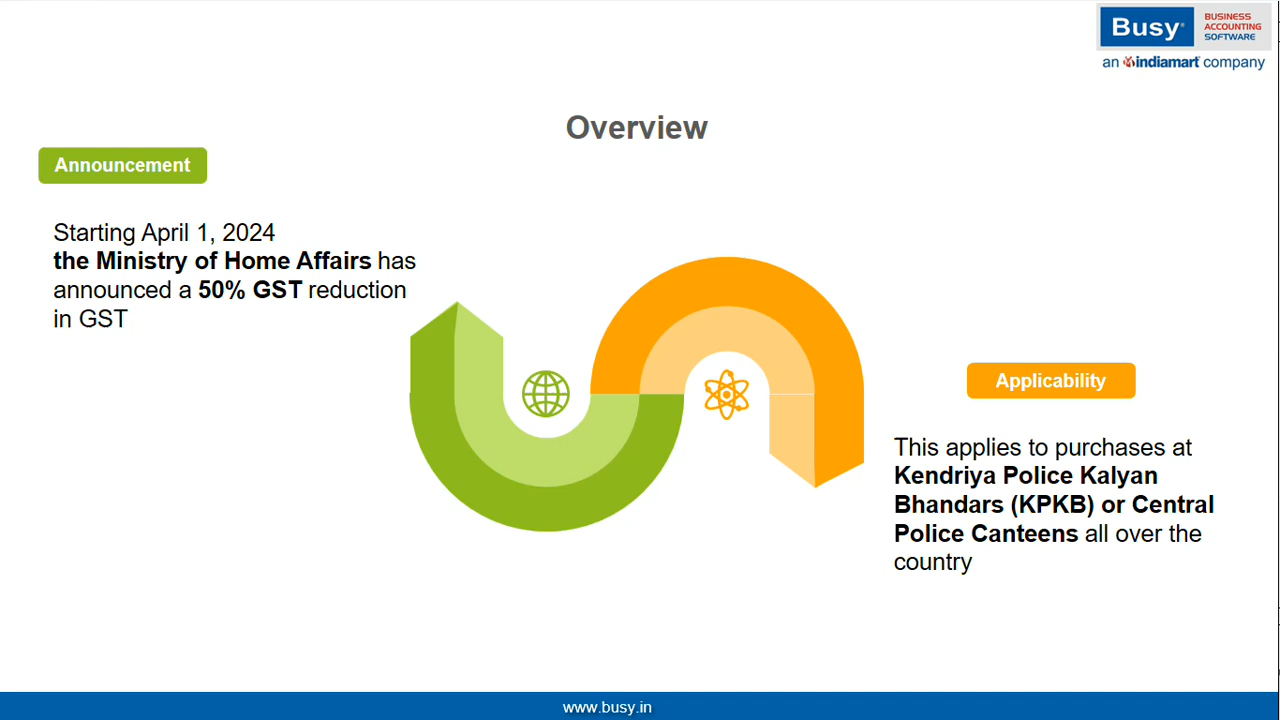 Busy
BUSINESS
ACCOUNTING
SOFTWARE
an indiamart company
Overview
Announcement
Starting April 1, 2024
the Ministry of Home Affairs has
announced a 50% GST reduction
in GST
Applicability
This applies to purchases at
Kendriya Police Kalyan
Bhandars (KPKB) or Central
Police Canteens all over the
country
www.busy.in